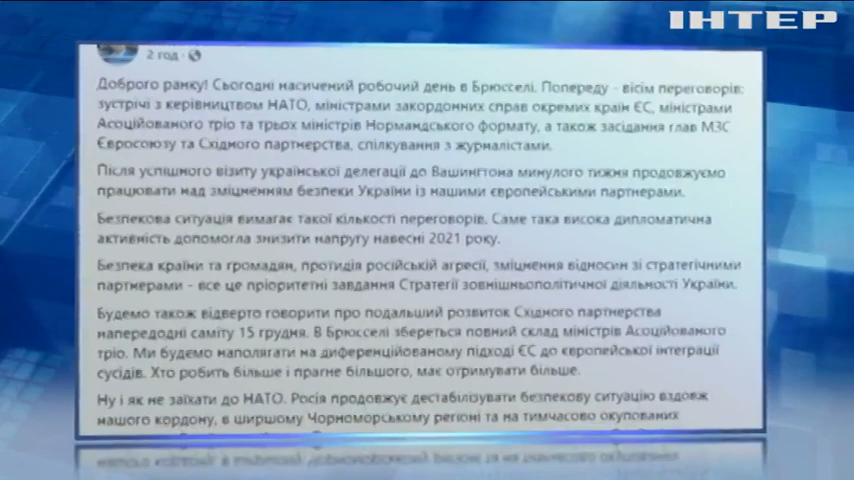 ІНТЕР
2 год
Доброго ранку! Сьогодні насичений робочий день в Брюсселі. Попереду - вісім переговорів:
зустрічі з керівництвом НАТО, міністрами закордонних справ окремих країн ЄС, міністрами
Асоційованого тріо та трьох міністрів Нормандського формату, а також засідання глав МЗС
Євросоюзу та Східного партнерства, спілкування з журналістами.
Після успішного візиту української делегації до Вашингтона минулого тижня продовжуємо
працювати над зміцненням безпеки України із нашими європейськими партнерами.
Безпекова ситуація вимагає такої кількості переговорів. Саме така висока дипломатична
активність допомогла знизити напругу навесні 2021 року.
Безпека країни та громадян, протидія російській агресії, зміцнення відносин зі стратегічними
партнерами - все це пріоритетні завдання Стратегії зовнішньополітичної діяльності України.
Будемо також відверто говорити про подальший розвиток Східного партнерства
напередодні саміту 15 грудня. В Брюсселі збереться повний склад міністрів Асоційованого
тріо. Ми будемо наполягати на диференційованому підході ЄС до європейської інтеграції
сусідів. Хто робить більше і прагне більшого, має отримувати більше.
Ну і як не заїхати до НАТО. Росія продовжує дестабілізувати безпекову ситуацію вздовж
нашого кордону, в ширшому Чорноморському регіоні та на тимчасово окупованих